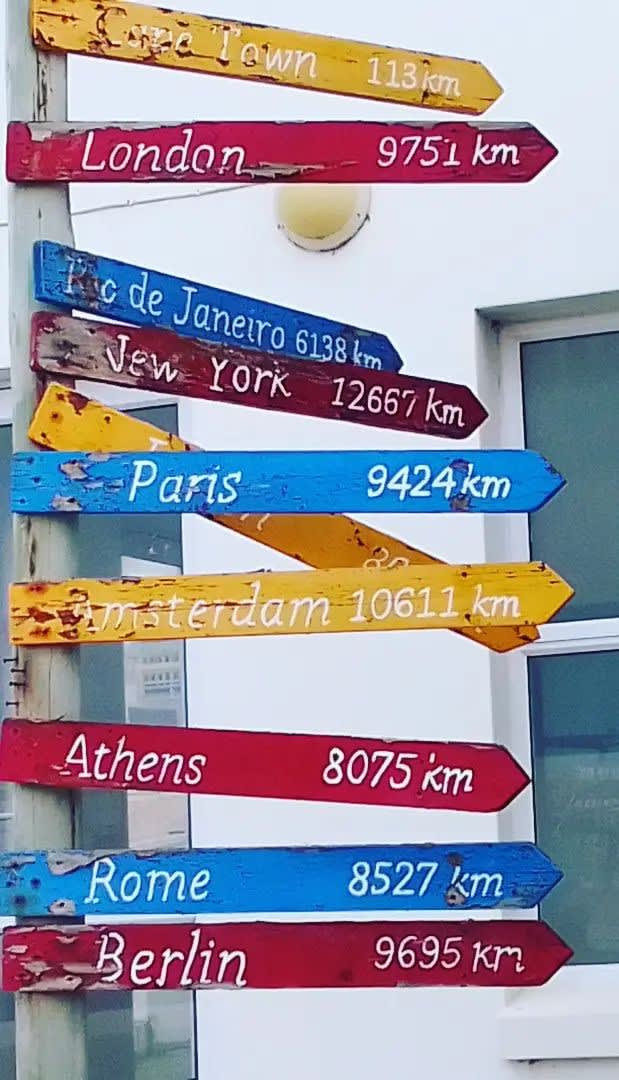 Cape Town 113 km
London 9751 km
Rio de Janeiro 6138 km
New York 12667 km
Paris 9424 km
Amsterdam 10611 km
Athens 8075 km
Rome 8527 km
Berlin 9695 km